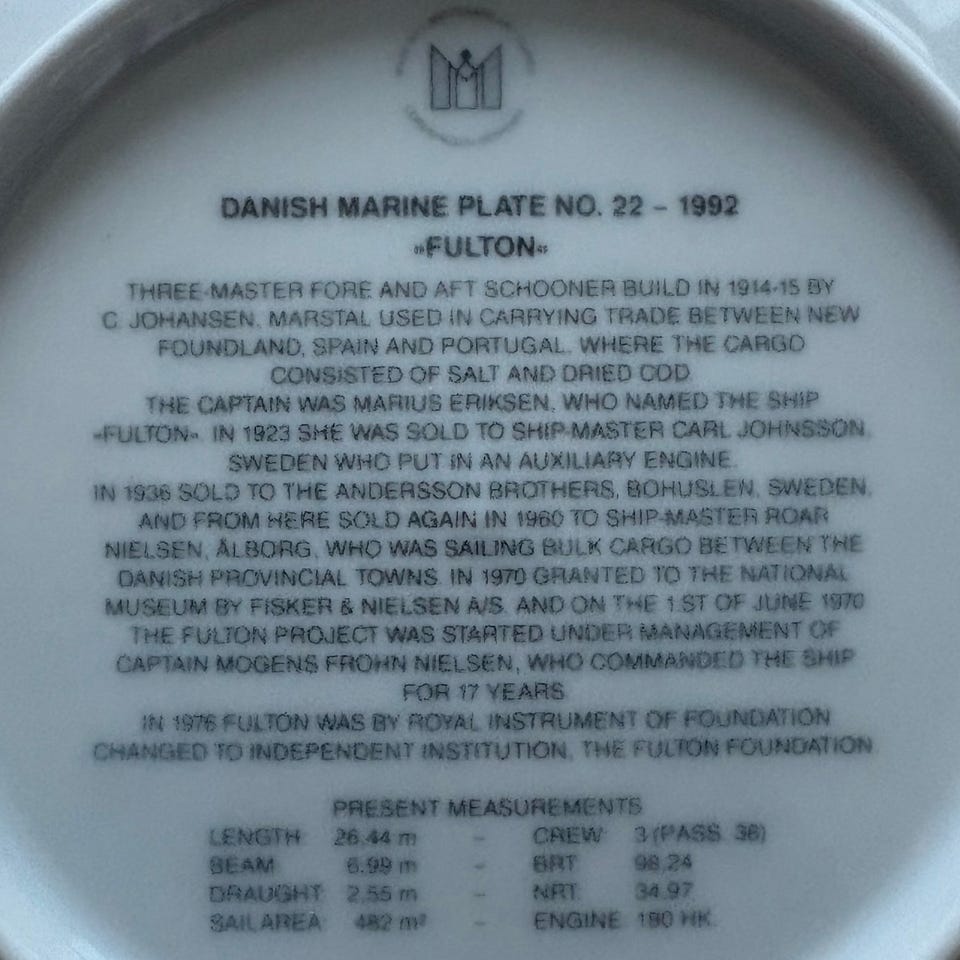 DANISH MARINE PLATE NO. 22 – 1992
»FULTON«
THREE-MASTER FORE AND AFT SCHOONER BUILD IN 1914-15 BY
C. JOHANSEN, MARSTAL USED IN CARRYING TRADE BETWEEN NEW
FOUNDLAND, SPAIN AND PORTUGAL, WHERE THE CARGO
CONSISTED OF SALT AND DRIED COD.
THE CAPTAIN WAS MARIUS ERIKSEN, WHO NAMED THE SHIP
»FULTON«. IN 1923 SHE WAS SOLD TO SHIP-MASTER CARL JOHNSSON,
SWEDEN WHO PUT IN AN AUXILIARY ENGINE.
IN 1936 SOLD TO THE ANDERSSON BROTHERS, BOHUSLEN, SWEDEN,
AND FROM HERE SOLD AGAIN IN 1960 TO SHIP-MASTER ROAR
NIELSEN, ÅLBORG, WHO WAS SAILING BULK CARGO BETWEEN THE
DANISH PROVINCIAL TOWNS. IN 1970 GRANTED TO THE NATIONAL
MUSEUM BY FISKER & NIELSEN A/S. AND ON THE 1.ST OF JUNE 1970
THE FULTON PROJECT WAS STARTED UNDER MANAGEMENT OF
CAPTAIN MOGENS FROHN NIELSEN, WHO COMMANDED THE SHIP
FOR 17 YEARS.
IN 1976 FULTON WAS BY ROYAL INSTRUMENT OF FOUNDATION
CHANGED TO INDEPENDENT INSTITUTION, THE FULTON FOUNDATION.
PRESENT MEASUREMENTS
LENGTH 26.44 m – CREW 3 (PASS. 36)
BEAM 6.99 m – BRT 98,24
DRAUGHT 2,55 m – NRT. 34.97
SAILAREA 482 m² – ENGINE 180 HK.